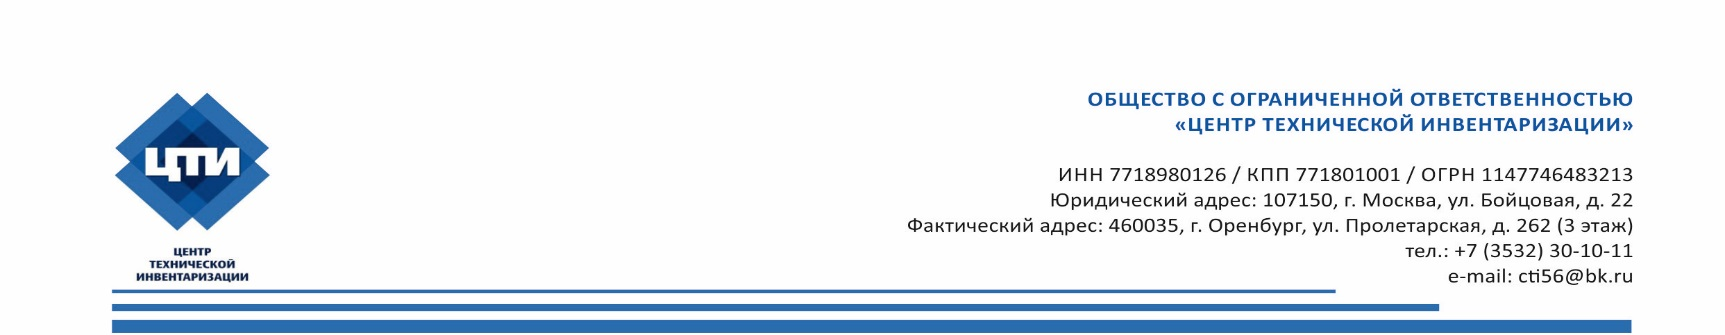 ЦТИ
ЦЕНТР
ТЕХНИЧЕСКОЙ
ИНВЕНТАРИЗАЦИИ
ОБЩЕСТВО С ОГРАНИЧЕННОЙ ОТВЕТСТВЕННОСТЬЮ
«ЦЕНТР ТЕХНИЧЕСКОЙ ИНВЕНТАРИЗАЦИИ»
ИНН 7718980126 / КПП 771801001 / ОГРН 1147746483213
Юридический адрес: 107150, г. Москва, ул. Бойцовая, д. 22
Фактический адрес: 460035, г. Оренбург, ул. Пролетарская, д. 262 (3 этаж)
тел.: +7 (3532) 30-10-11
e-mail: cti56@bk.ru